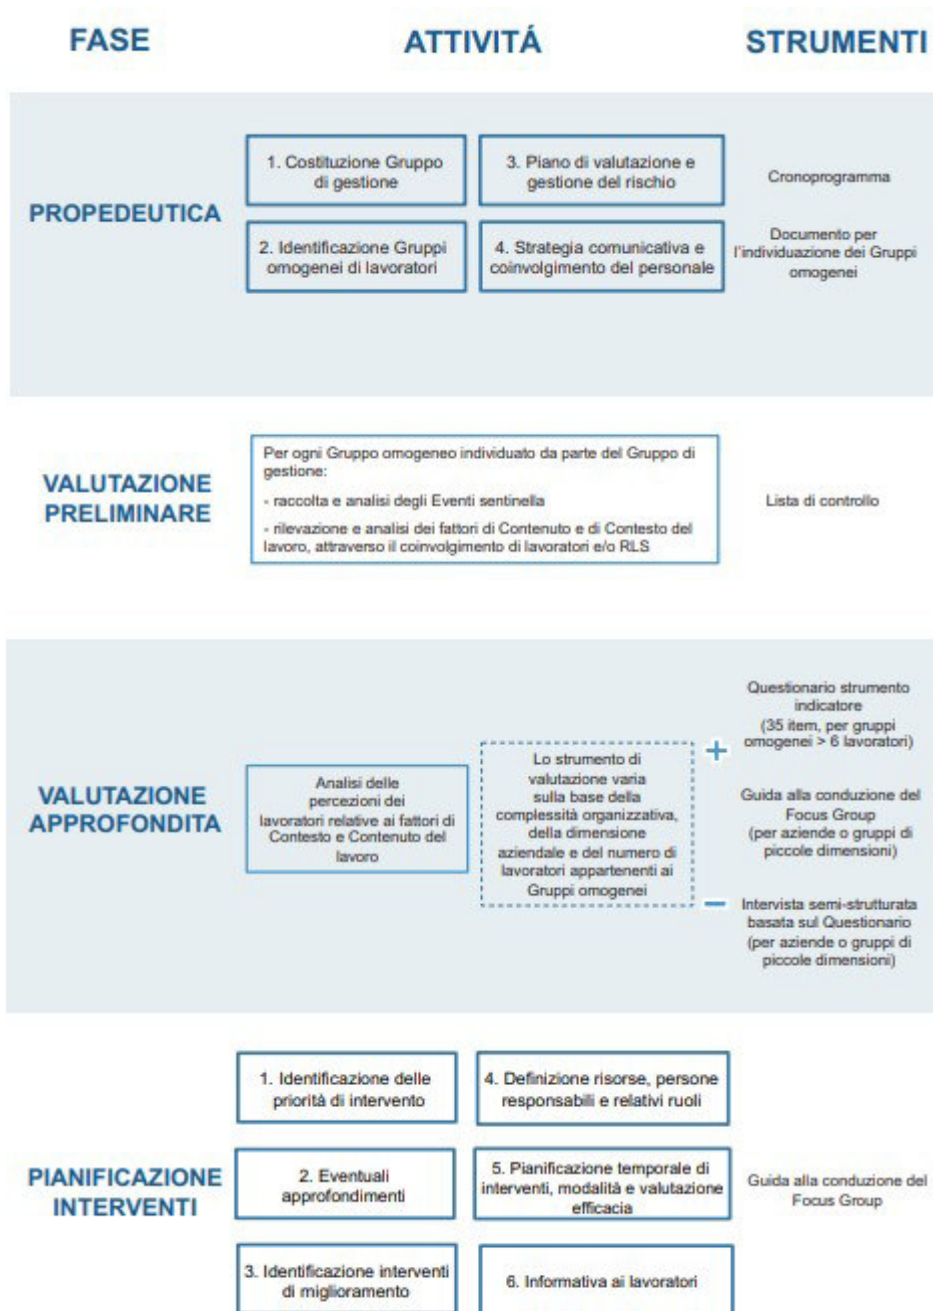 FASE
ATTIVITÁ
STRUMENTI
PROPEDEUTICA
1. Costituzione Gruppo
di gestione
3. Piano di valutazione e
gestione del rischio
2. Identificazione Gruppi
omogenei di lavoratori
4. Strategia comunicativa e
coinvolgimento del personale
Cronoprogramma
Documento per
l'individuazione dei Gruppi
omogenei
VALUTAZIONE
PRELIMINARE
Per ogni Gruppo omogeneo individuato da parte del Gruppo di
gestione:
- raccolta e analisi degli Eventi sentinella
- rilevazione e analisi dei fattori di Contenuto e di Contesto del
lavoro, attraverso il coinvolgimento di lavoratori e/o RLS
Lista di controllo
VALUTAZIONE
APPROFONDITA
Analisi delle
percezioni dei
lavoratori relative ai fattori di
Contesto e Contenuto del
lavoro
Lo strumento di
valutazione varia
sulla base della
complessità organizzativa,
della dimensione
aziendale e del numero di
lavoratori appartenenti ai
Gruppi omogenei
+
Questionario strumento
indicatore
(35 item, per gruppi
omogenei > 6 lavoratori)
Guida alla conduzione del
Focus Group
(per aziende o gruppi di
piccole dimensioni)
−
Intervista semi-strutturata
basata sul Questionario
(per aziende o gruppi di
piccole dimensioni)
PIANIFICAZIONE
INTERVENTI
1. Identificazione delle
priorità di intervento
4. Definizione risorse, persone
responsabili e relativi ruoli
2. Eventuali
approfondimenti
5. Pianificazione temporale di
interventi, modalità e valutazione
efficacia
3. Identificazione interventi
di miglioramento
6. Informativa ai lavoratori
Guida alla conduzione del
Focus Group